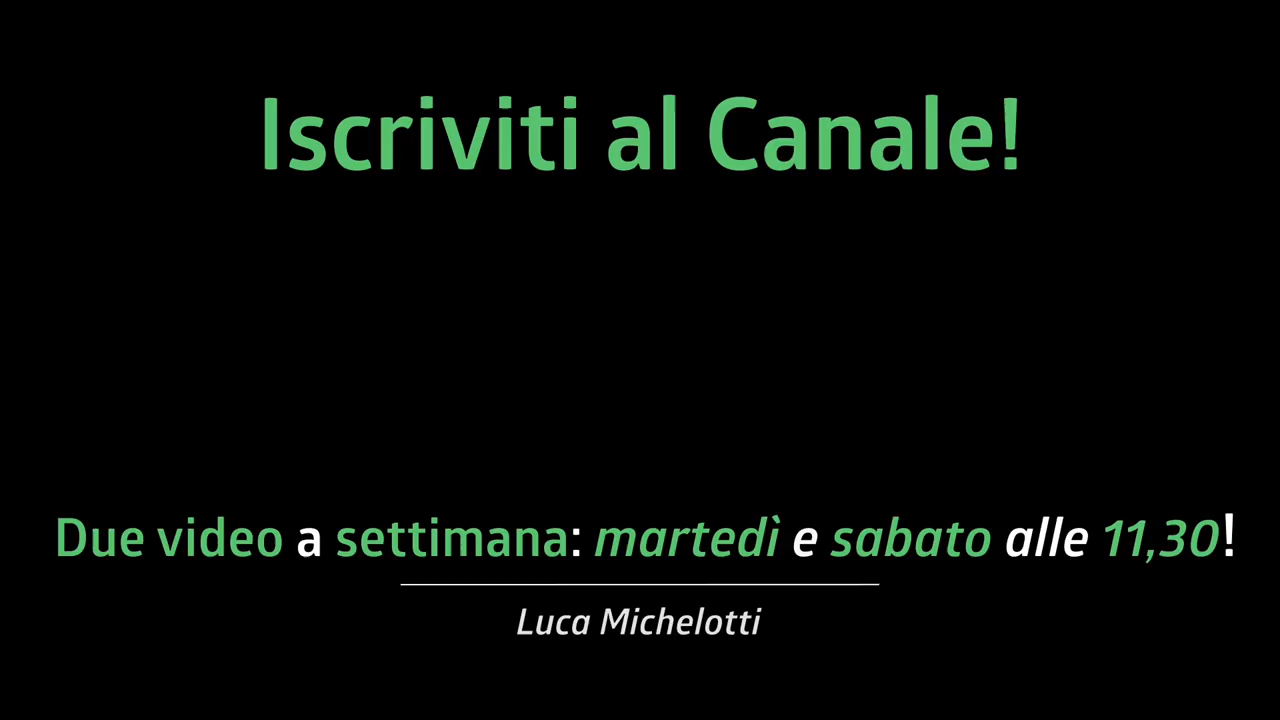 Iscriviti al Canale!
Due video a settimana: martedì e sabato alle 11,30!
Luca Michelotti